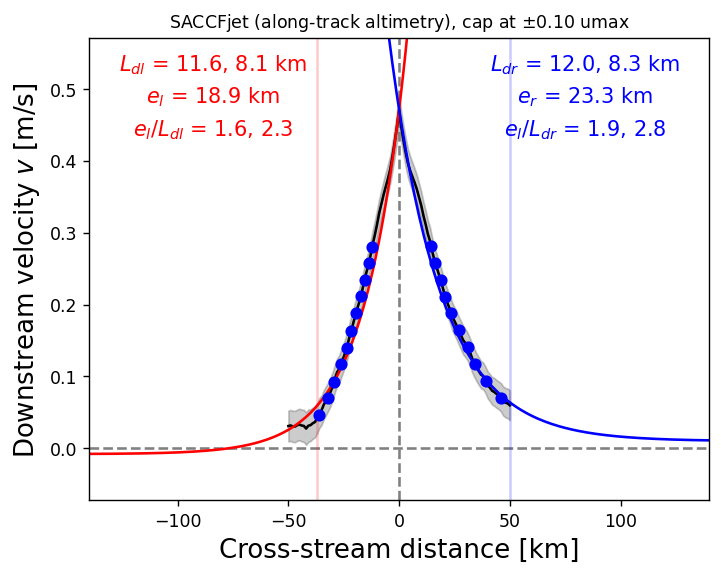 SACCFjet (along-track altimetry), cap at ±0.10 umax
L_dl = 11.6, 8.1 km
e_l = 18.9 km
e_l/L_dl = 1.6, 2.3
L_dr = 12.0, 8.3 km
e_r = 23.3 km
e_l/L_dr = 1.9, 2.8
Downstream velocity v [m/s]
0.5
0.4
0.3
0.2
0.1
0.0
−100
−50
0
50
100
Cross-stream distance [km]